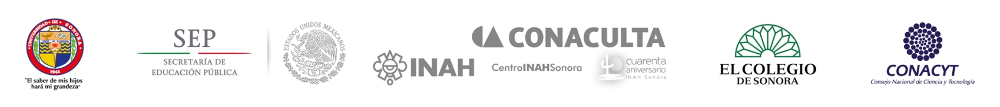 UNIVERSIDAD DE SONORA
1942
"El saber de mis hijos
hará mi grandeza"
SEP
SECRETARÍA DE
EDUCACIÓN PÚBLICA
ESTADOS UNIDOS MEXICANOS
CONACULTA
INAH
CentroINAHSonora
cuarenta
aniversario
INAH Sonora
EL COLEGIO
DE SONORA
CONACYT
Consejo Nacional de Ciencia y Tecnología